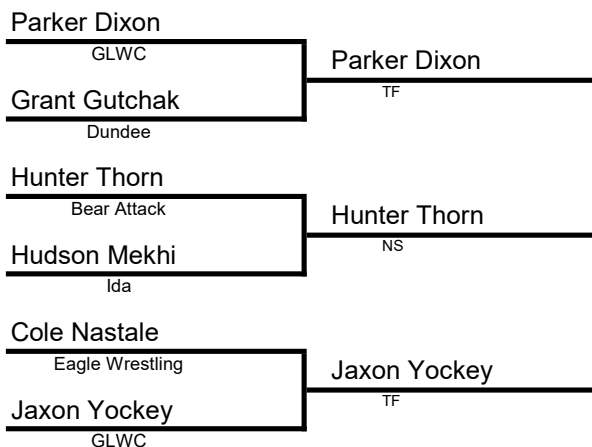 Parker Dixon
GLWC
Parker Dixon
TF
Grant Gutchak
Dundee
Hunter Thorn
Bear Attack
Hunter Thorn
NS
Hudson Mekhi
Ida
Cole Nastale
Eagle Wrestling
Jaxon Yockey
TF
Jaxon Yockey
GLWC